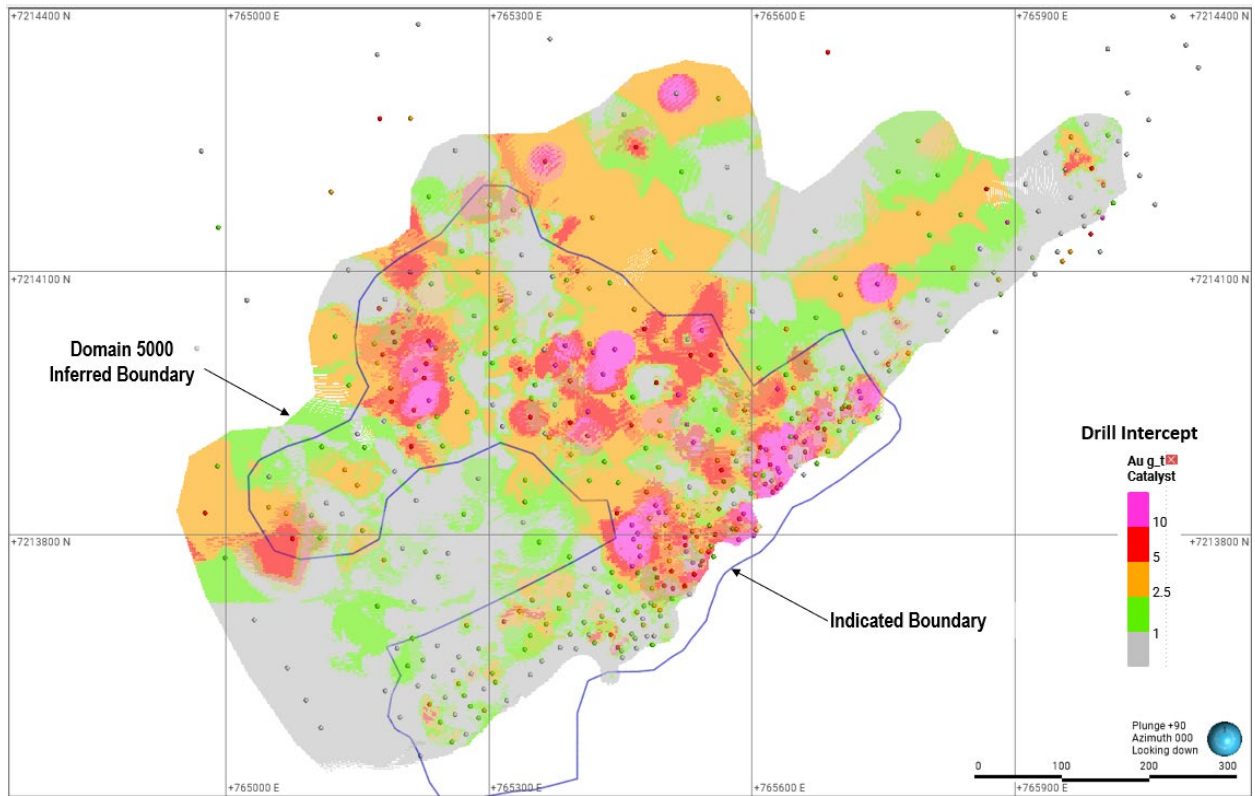 +7214400 N
+765000 E
+765300 E
+765600 E
+765900 E
+7214400 N
+7214100 N
+7214100 N
Domain 5000
Inferred Boundary
Drill Intercept
Au g_t
Catalyst
10
5
2.5
1
+7213800 N
+7213800 N
Indicated Boundary
Plunge +90
Azimuth 000
Looking down
0 100 200 300
+765000 E
+765300 E
+765600 E
+765900 E